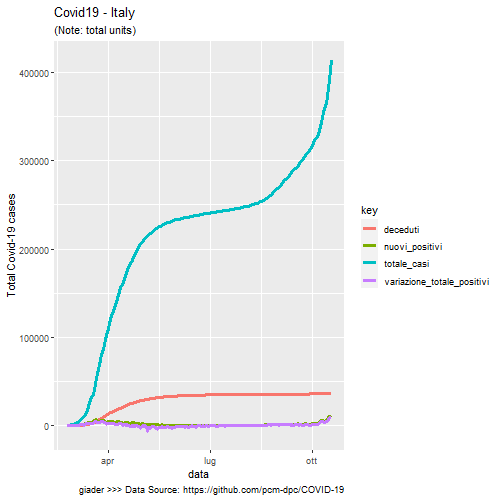 Covid19 - Italy
(Note: total units)
Total Covid-19 cases
400000
300000
200000
100000
0
apr
lug
ott
data
key
deceduti
nuovi_positivi
totale_casi
variazione_totale_positivi
giader >>> Data Source: https://github.com/pcm-dpc/COVID-19